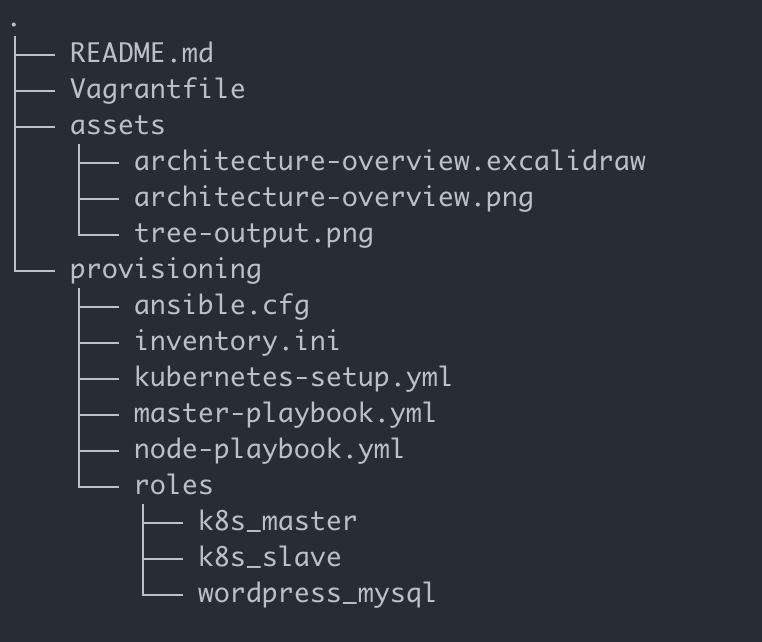 .
├── README.md
├── Vagrantfile
├── assets
│   ├── architecture-overview.excalidraw
│   ├── architecture-overview.png
│   └── tree-output.png
└── provisioning
    ├── ansible.cfg
    ├── inventory.ini
    ├── kubernetes-setup.yml
    ├── master-playbook.yml
    ├── node-playbook.yml
    └── roles
        ├── k8s_master
        ├── k8s_slave
        └── wordpress_mysql